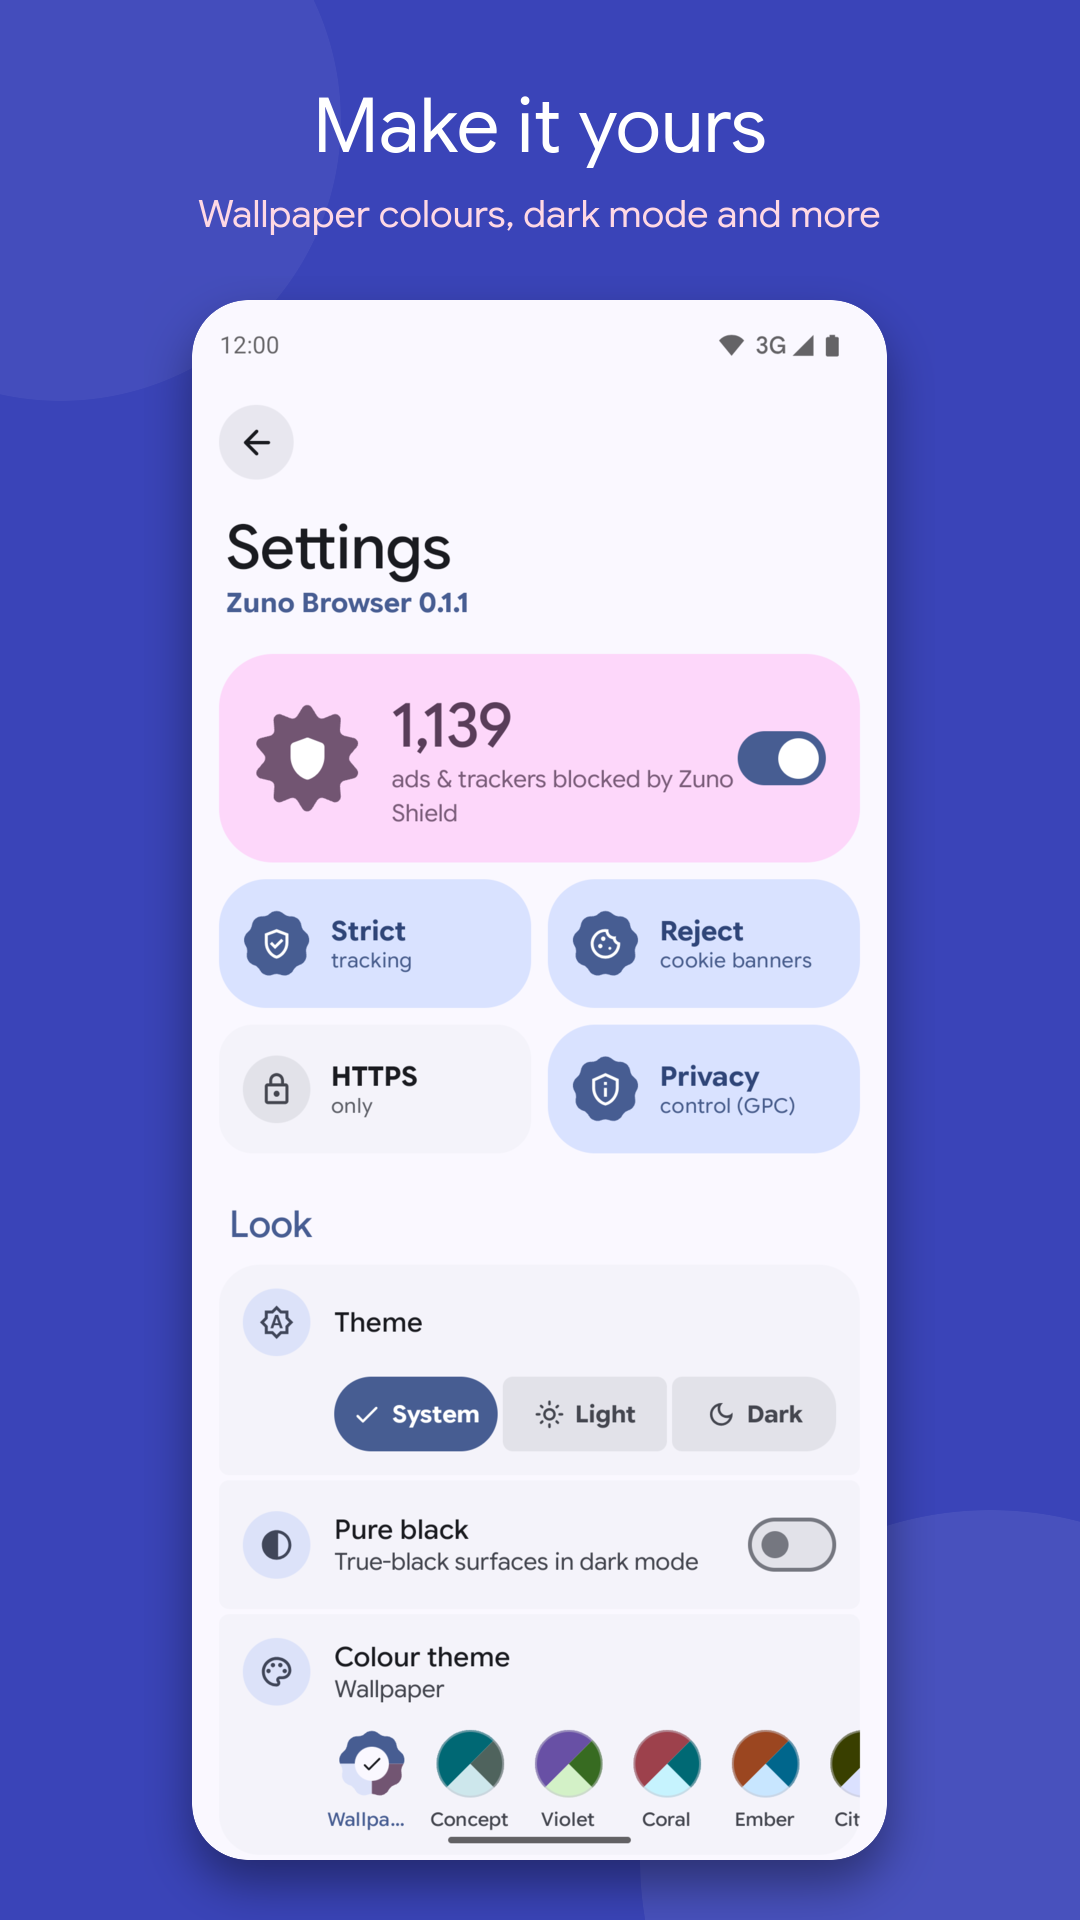 Make it yours
Wallpaper colours, dark mode and more
12:00
3G
Settings
Zuno Browser 0.1.1
1,139
ads & trackers blocked by Zuno
Shield
Strict
tracking
Reject
cookie banners
HTTPS
only
Privacy
control (GPC)
Look
A
Theme
System
Light
Dark
Pure black
True-black surfaces in dark mode
Colour theme
Wallpaper
Wallpa...
Concept
Violet
Coral
Ember
Cit